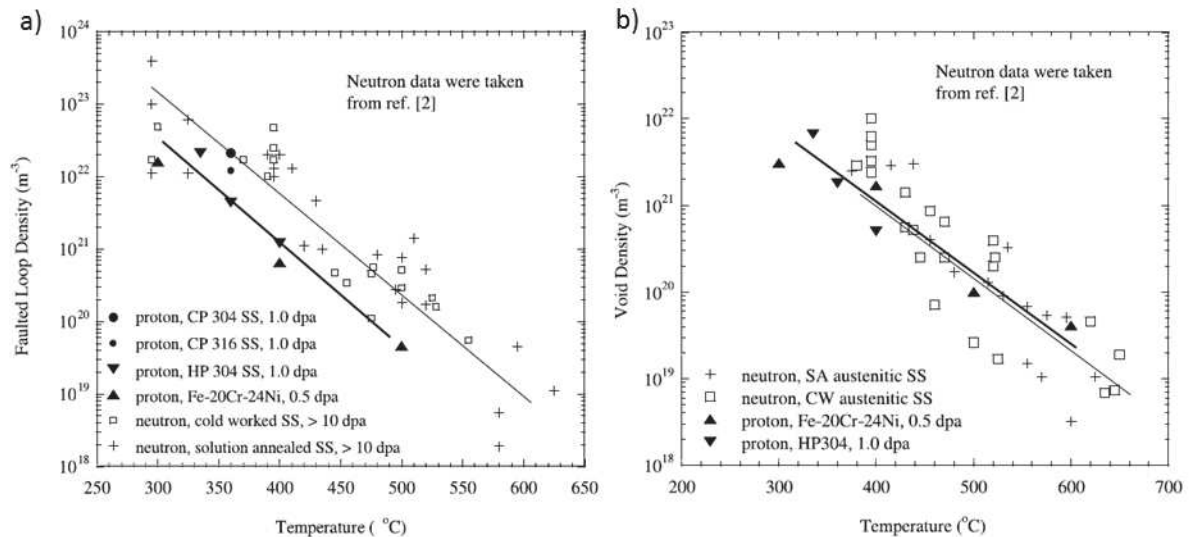 a)
10^24
10^23
10^22
10^21
10^20
10^19
10^18
Faulted Loop Density (m^-3)
Neutron data were taken
from ref. [2]
proton, CP 304 SS, 1.0 dpa
proton, CP 316 SS, 1.0 dpa
proton, HP 304 SS, 1.0 dpa
proton, Fe-20Cr-24Ni, 0.5 dpa
neutron, cold worked SS, > 10 dpa
neutron, solution annealed SS, > 10 dpa
250 300 350 400 450 500 550 600 650
Temperature ( °C)
b)
10^23
10^22
10^21
10^20
10^19
10^18
Void Density (m^-3)
Neutron data were taken
from ref. [2]
neutron, SA austenitic SS
neutron, CW austenitic SS
proton, Fe-20Cr-24Ni, 0.5 dpa
proton, HP304, 1.0 dpa
200 300 400 500 600 700
Temperature (°C)